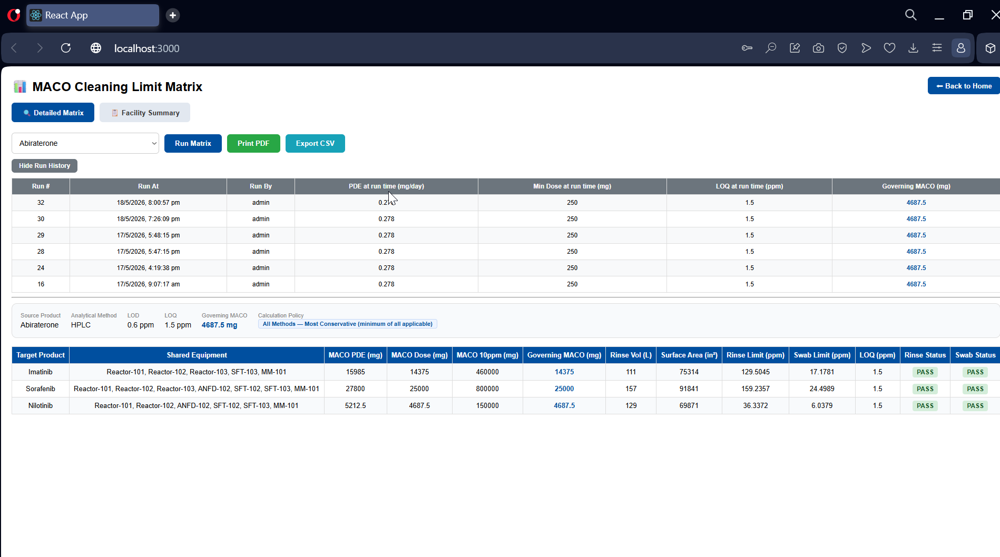 React App
localhost:3000
MACO Cleaning Limit Matrix
← Back to Home
Detailed Matrix Facility Summary
Abiraterone Run Matrix Print PDF Export CSV
Hide Run History
Run # Run At Run By PDE at run time (mg/day) Min Dose at run time (mg) LOQ at run time (ppm) Governing MACO (mg)
32 18/5/2026, 8:00:57 pm admin 250 1.5 4687.5
30 18/5/2026, 7:26:09 pm admin 0.278 250 1.5 4687.5
29 17/5/2026, 5:48:15 pm admin 0.278 250 1.5 4687.5
28 17/5/2026, 5:47:15 pm admin 0.278 250 1.5 4687.5
24 17/5/2026, 4:19:38 pm admin 0.278 250 1.5 4687.5
16 17/5/2026, 9:07:17 am admin 0.278 250 1.5 4687.5
Source Product Analytical Method LOD LOQ Governing MACO Calculation Policy
Abiraterone HPLC 0.6 ppm 1.5 ppm 4687.5 mg All Methods — Most Conservative (minimum of all applicable)
Target Product Shared Equipment MACO PDE (mg) MACO Dose (mg) MACO 10ppm (mg) Governing MACO (mg) Rinse Vol (L) Surface Area (in²) Rinse Limit (ppm) Swab Limit (ppm) LOQ (ppm) Rinse Status Swab Status
Imatinib Reactor-101, Reactor-102, Reactor-103, SFT-103, MM-101 15985 14375 460000 14375 111 75314 129.5045 17.1781 1.5 PASS PASS
Sorafenib Reactor-101, Reactor-102, Reactor-103, ANFD-102, SFT-102, SFT-103, MM-101 27800 25000 800000 25000 157 91841 159.2357 24.4989 1.5 PASS PASS
Nilotinib Reactor-101, Reactor-102, ANFD-102, SFT-102, SFT-103, MM-101 5212.5 4687.5 150000 4687.5 129 69871 36.3372 6.0379 1.5 PASS PASS